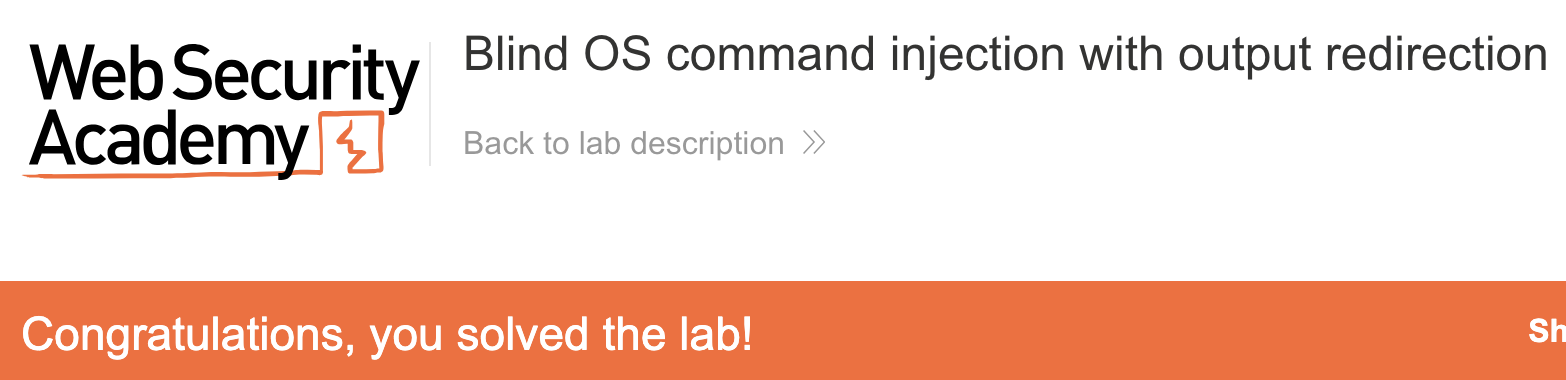 Web Security
Academy
Blind OS command injection with output redirection
Back to lab description
Congratulations, you solved the lab!
Sh